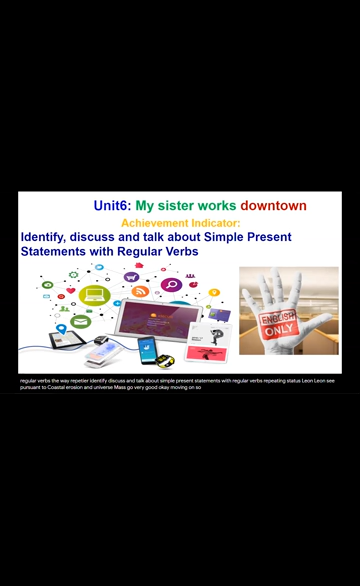 Unit6: My sister works downtown
Achievement Indicator:
Identify, discuss and talk about Simple Present
Statements with Regular Verbs
ENGLISH
ONLY
regular verbs the way repetier identify discuss and talk about simple present statements with regular verbs repeating status Leon Leon see
pursuant to Coastal erosion and universe Mass go very good okay moving on so